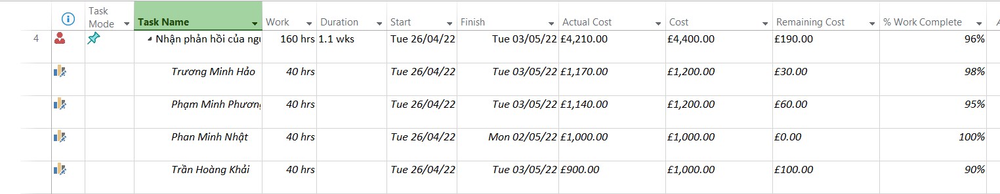 Task Mode Task Name Work Duration Start Finish Actual Cost Cost Remaining Cost % Work Complete
4 Nhận phản hồi của 160 hrs 1.1 wks Tue 26/04/22 Tue 03/05/22 £4,210.00 £4,400.00 £190.00 96%
Trương Minh Hảo 40 hrs Tue 26/04/22 Tue 03/05/22 £1,170.00 £1,200.00 £30.00 98%
Phạm Minh Phương 40 hrs Tue 26/04/22 Tue 03/05/22 £1,140.00 £1,200.00 £60.00 95%
Phan Minh Nhật 40 hrs Tue 26/04/22 Mon 02/05/22 £1,000.00 £1,000.00 £0.00 100%
Trần Hoàng Khải 40 hrs Tue 26/04/22 Tue 03/05/22 £900.00 £1,000.00 £100.00 90%